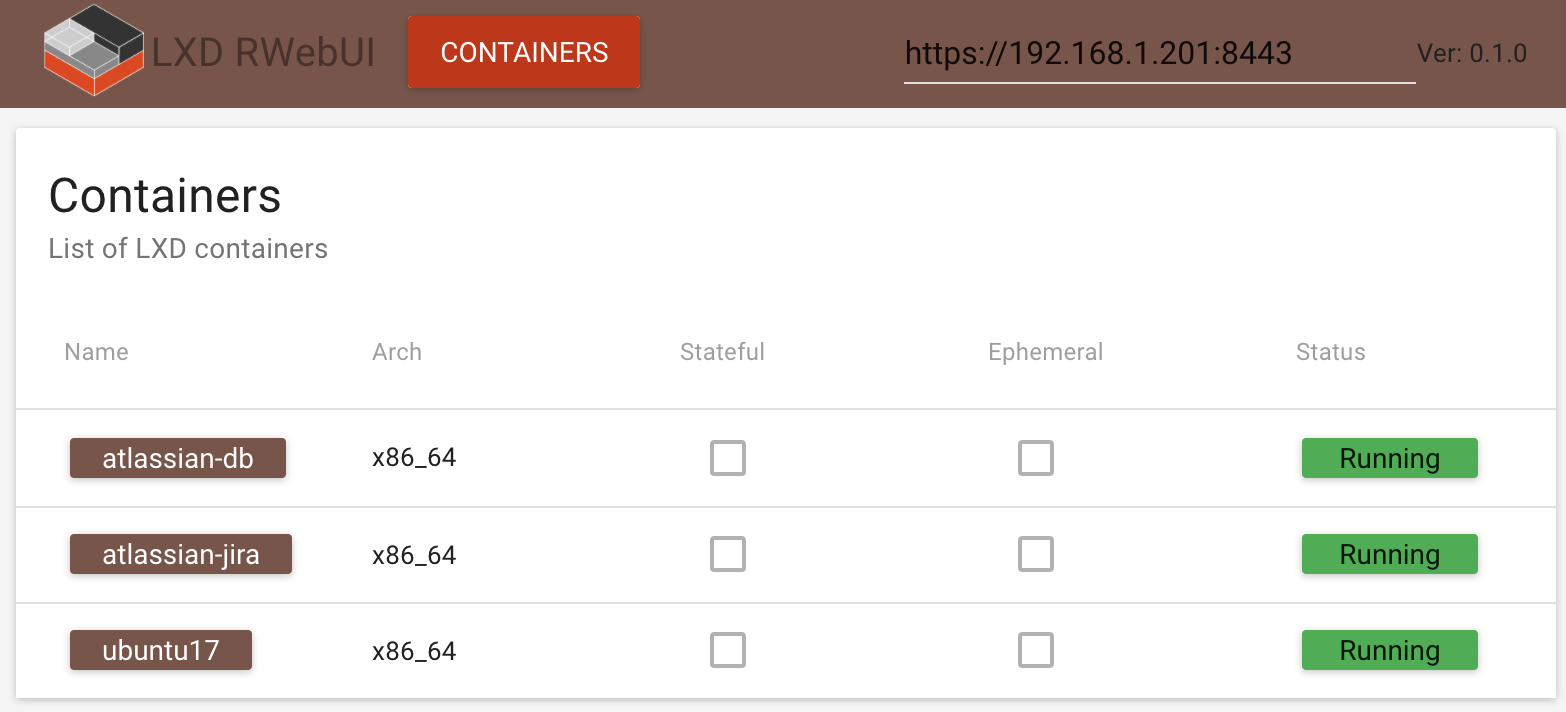 LXD RWebUI CONTAINERS https://192.168.1.201:8443 Ver: 0.1.0
Containers
List of LXD containers
Name Arch Stateful Ephemeral Status
atlassian-db x86_64 Running
atlassian-jira x86_64 Running
ubuntu17 x86_64 Running